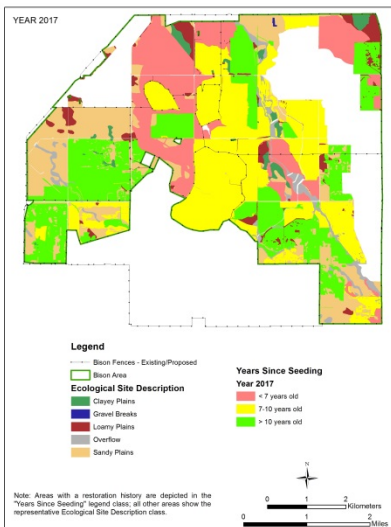 YEAR 2017
Legend
Bison Fences - Existing/Proposed
Bison Area
Ecological Site Description
Clayey Plains
Gravel Breaks
Loamy Plains
Overflow
Sandy Plains
Years Since Seeding
Year 2017
< 7 years old
7-10 years old
> 10 years old
N
Note: Areas with a restoration history are depicted in the
"Years Since Seeding" legend class; all other areas show the
representative Ecological Site Description class.
0 1 2
Kilometers
0 1 2
Miles